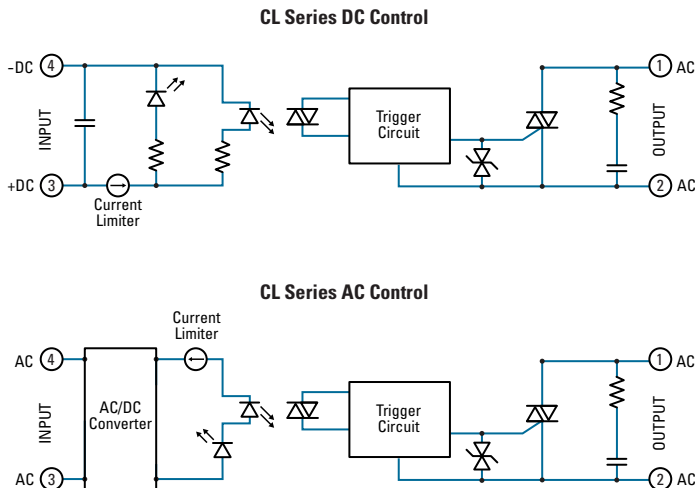 CL Series DC Control
-DC 4
INPUT
+DC 3
Current
Limiter
Trigger
Circuit
1 AC
OUTPUT
2 AC
CL Series AC Control
Current
Limiter
AC 4
INPUT
AC 3
AC/DC
Converter
Trigger
Circuit
1 AC
OUTPUT
2 AC